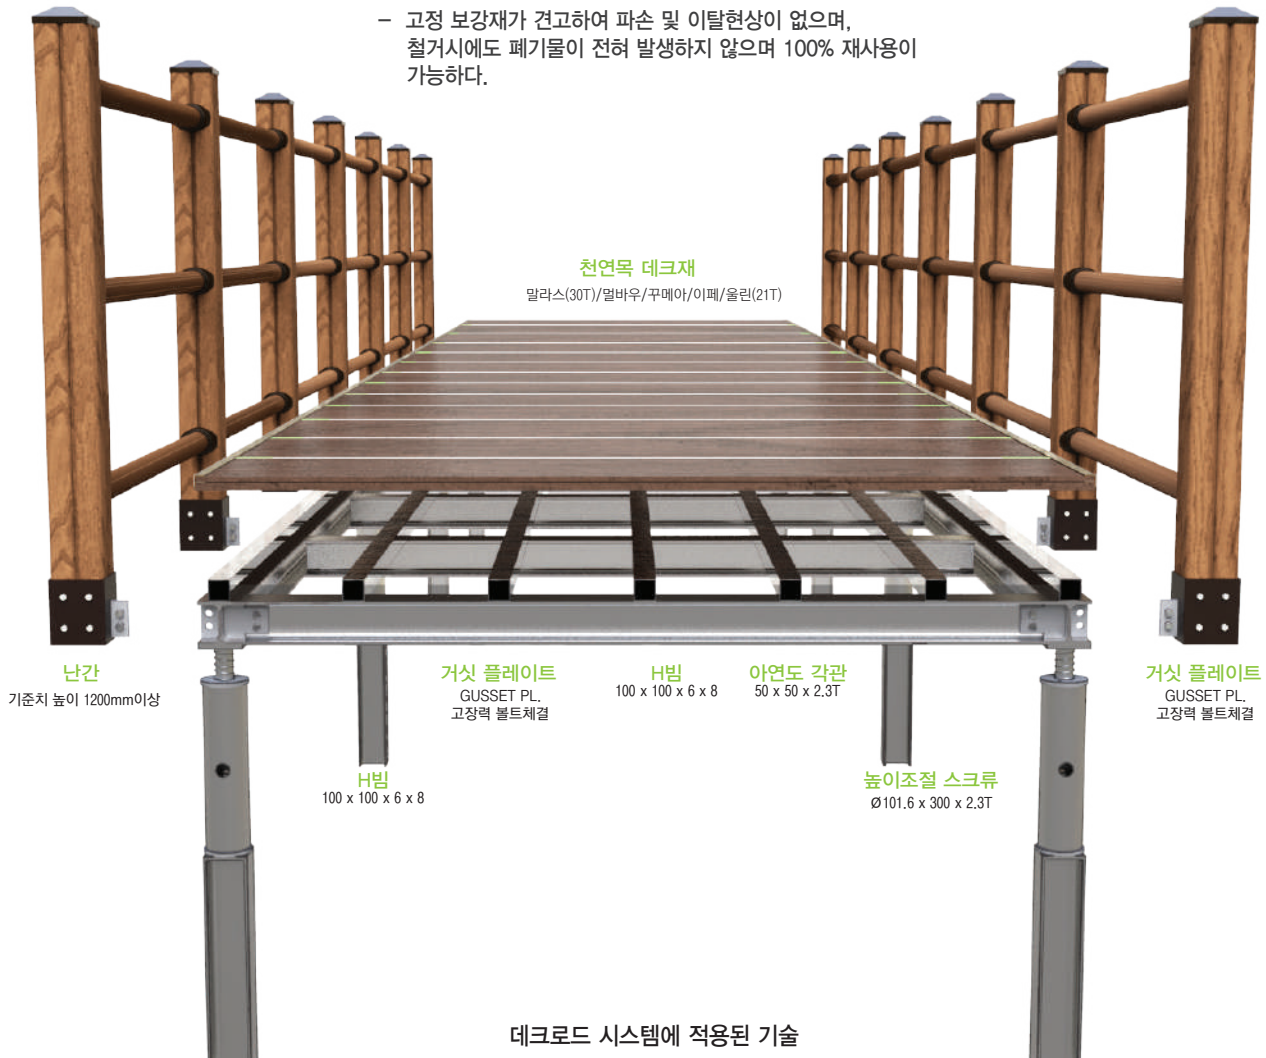 - 고정 보강재가 견고하여 파손 및 이탈현상이 없으며,
철거시에도 폐기물이 전혀 발생하지 않으며 100% 재사용이
가능하다.
천연목 데크재
말라스(30T)/멀바우/꾸메아/이페/울린(21T)
난간
기준치 높이 1200mm이상
거싯 플레이트
GUSSET PL.
고장력 볼트체결
H빔
100 x 100 x 6 x 8
아연도 각관
50 x 50 x 2.3T
거싯 플레이트
GUSSET PL.
고장력 볼트체결
H빔
100 x 100 x 6 x 8
높이조절 스크류
Ø101.6 x 300 x 2.3T
데크로드 시스템에 적용된 기술